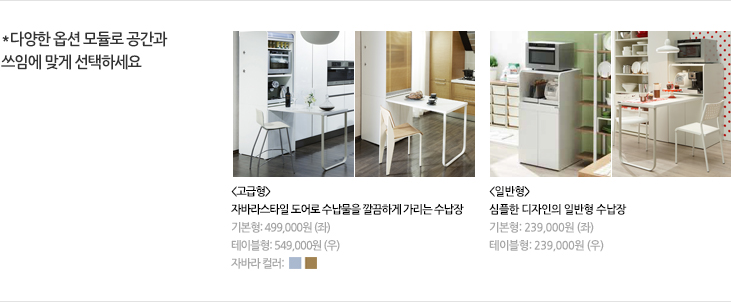 *다양한 옵션 모듈로 공간과
쓰임에 맞게 선택하세요
<고급형>
자바라스타일 도어로 수납물을 깔끔하게 가리는 수납장
기본형: 499,000원 (좌)
테이블형: 549,000원 (우)
자바라 컬러:
<일반형>
심플한 디자인의 일반형 수납장
기본형: 239,000원 (좌)
테이블형: 239,000원 (우)